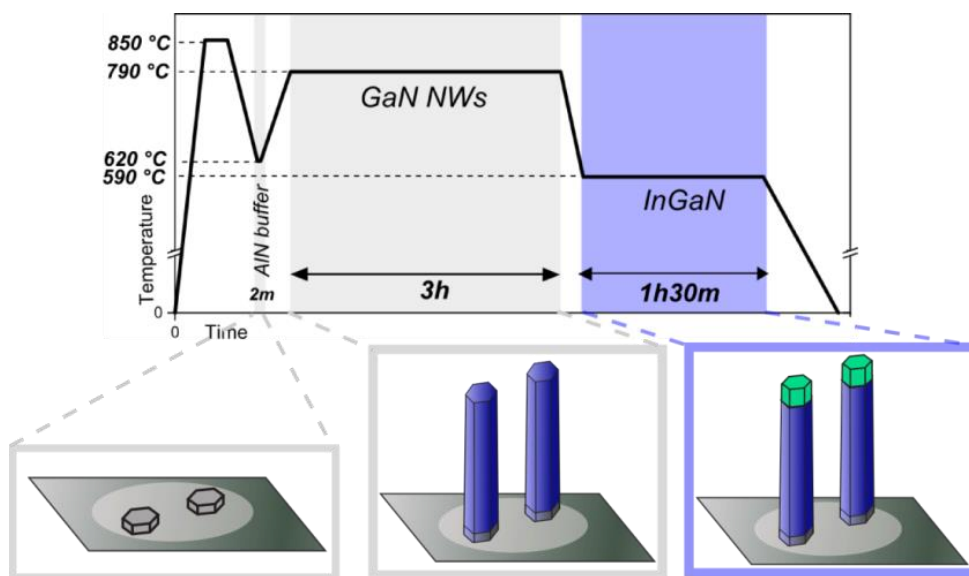 850 °C
790 °C
GaN NWs
620 °C
590 °C
Temperature
AlN buffer
InGaN
2m
3h
1h30m
0
0
Time